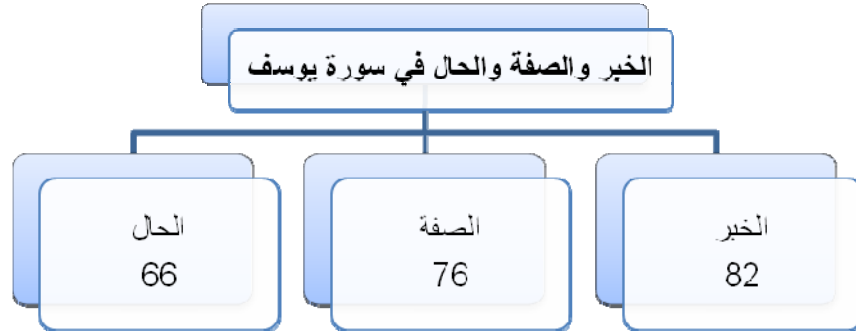 الخبر والصفة والحال في سورة يوسف
الخبر
82
الصفة
76
الحال
66